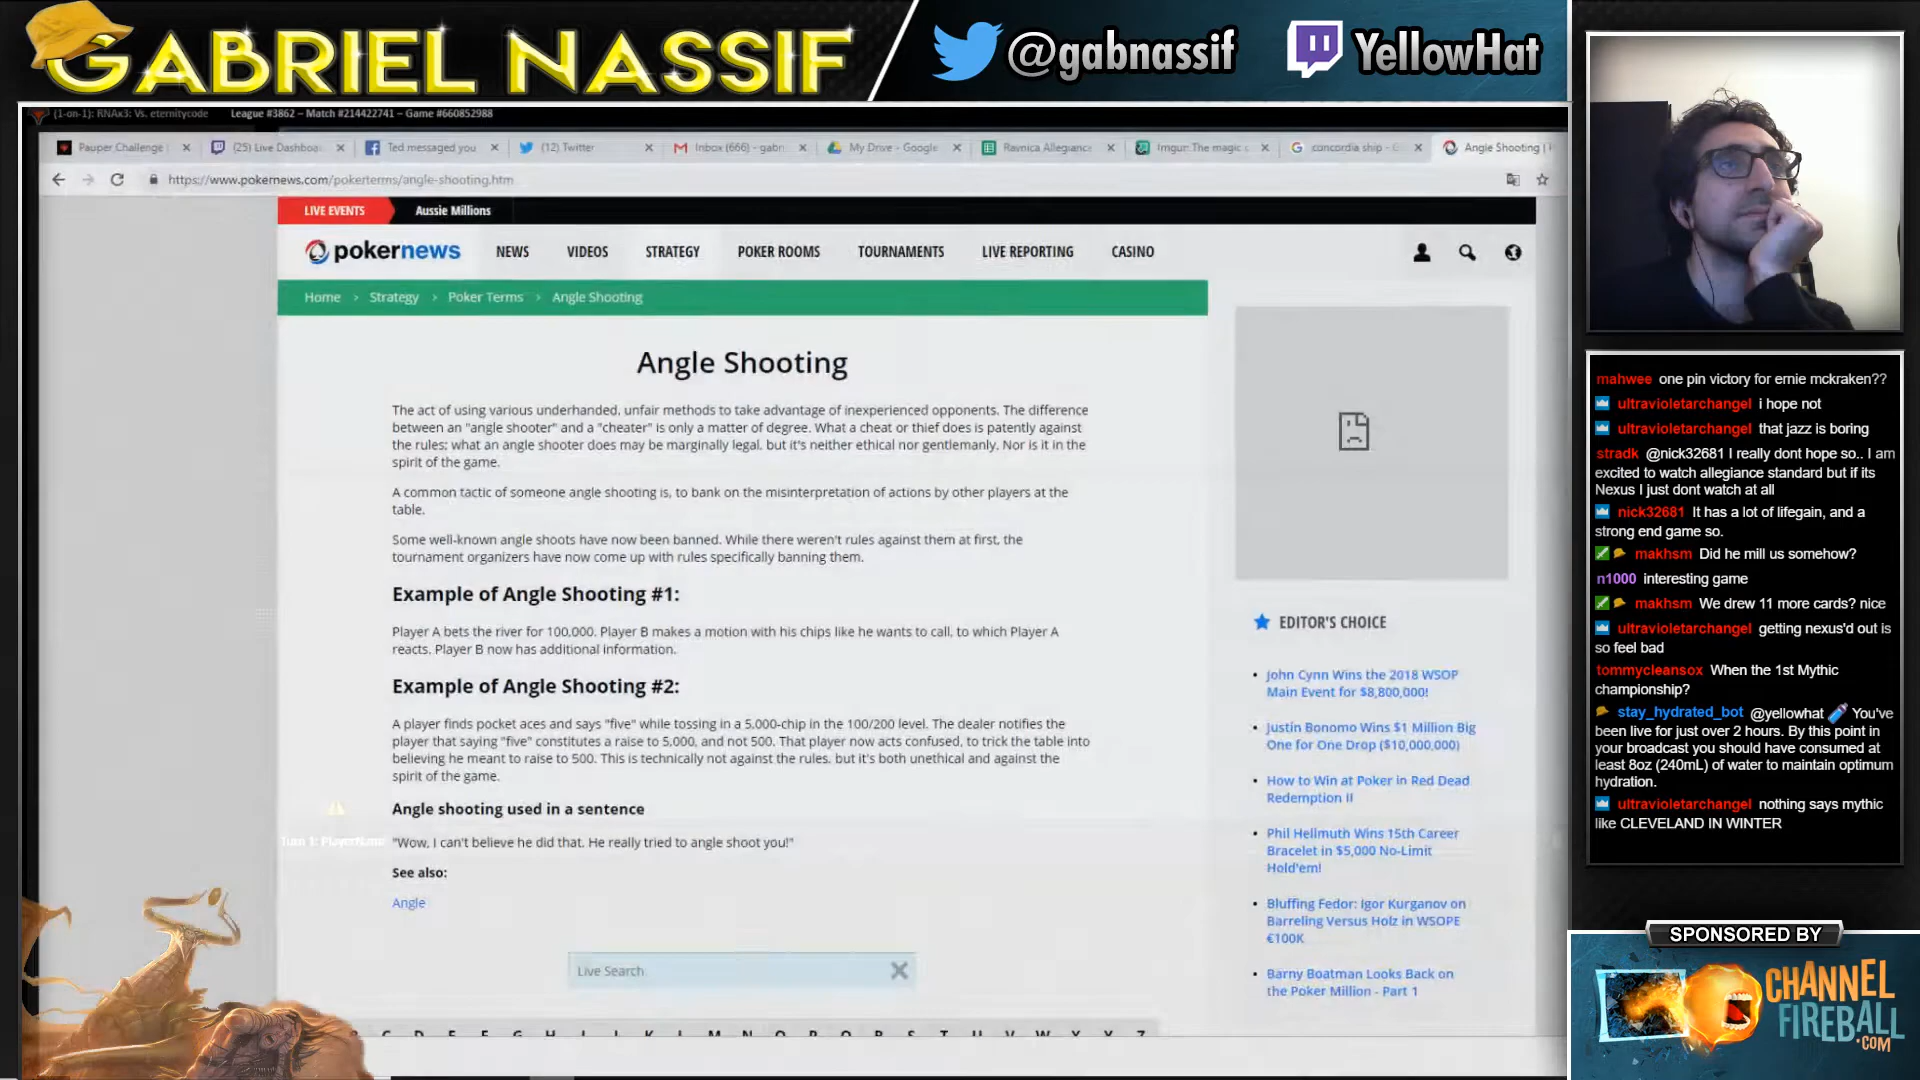 GABRIEL NASSIF
@gabnassif
YellowHat
(1-on-1): RNAx3: Vs. eternitycode League #3862 – Match #214422741 – Game #660852988
Pauper Challenge
(25) Live Dashboa
Ted messaged you
(12) Twitter
Inbox (666) - gabn
My Drive - Google
Ravnica Allegiance
Imgur: The magic
concordia ship - G
Angle Shooting |
https://www.pokernews.com/pokerterms/angle-shooting.htm
LIVE EVENTS
Aussie Millions
pokernews
NEWS
VIDEOS
STRATEGY
POKER ROOMS
TOURNAMENTS
LIVE REPORTING
CASINO
Home > Strategy > Poker Terms > Angle Shooting
Angle Shooting
The act of using various underhanded, unfair methods to take advantage of inexperienced opponents. The difference
between an "angle shooter" and a "cheater" is only a matter of degree. What a cheat or thief does is patently against
the rules; what an angle shooter does may be marginally legal, but it's neither ethical nor gentlemanly. Nor is it in the
spirit of the game.
A common tactic of someone angle shooting is, to bank on the misinterpretation of actions by other players at the
table.
Some well-known angle shoots have now been banned. While there weren't rules against them at first, the
tournament organizers have now come up with rules specifically banning them.
Example of Angle Shooting #1:
Player A bets the river for 100,000. Player B makes a motion with his chips like he wants to call, to which Player A
reacts. Player B now has additional information.
Example of Angle Shooting #2:
A player finds pocket aces and says "five" while tossing in a 5,000-chip in the 100/200 level. The dealer notifies the
player that saying "five" constitutes a raise to 5,000, and not 500. That player now acts confused, to trick the table into
believing he meant to raise to 500. This is technically not against the rules, but it's both unethical and against the
spirit of the game.
Angle shooting used in a sentence
"Wow, I can't believe he did that. He really tried to angle shoot you!"
See also:
Angle
Live Search
C D E F G H I J K L M N O P Q R S T U V W X Y Z
EDITOR'S CHOICE
John Cynn Wins the 2018 WSOP
Main Event for $8,800,000!
Justin Bonomo Wins $1 Million Big
One for One Drop ($10,000,000)
How to Win at Poker in Red Dead
Redemption II
Phil Hellmuth Wins 15th Career
Bracelet in $5,000 No-Limit
Hold'em!
Bluffing Fedor: Igor Kurganov on
Barreling Versus Holz in WSOPE
€100K
Barny Boatman Looks Back on
the Poker Million - Part 1
mahwee one pin victory for ernie mckraken??
ultravioletarchangel i hope not
ultravioletarchangel that jazz is boring
stradk @nick32681 I really dont hope so.. I am
excited to watch allegiance standard but if its
Nexus I just dont watch at all
nick32681 It has a lot of lifegain, and a
strong end game so.
makhsm Did he mill us somehow?
n1000 interesting game
makhsm We drew 11 more cards? nice
ultravioletarchangel getting nexus'd out is
so feel bad
tommycleansox When the 1st Mythic
championship?
stay_hydrated_bot @yellowhat You've
been live for just over 2 hours. By this point in
your broadcast you should have consumed at
least 8oz (240mL) of water to maintain optimum
hydration.
ultravioletarchangel nothing says mythic
like CLEVELAND IN WINTER
SPONSORED BY
CHANNEL
FIREBALL
.COM